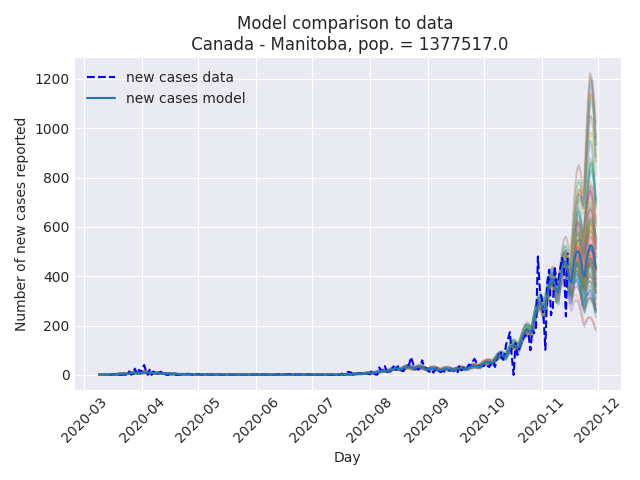 Model comparison to data
Canada - Manitoba, pop. = 1377517.0
new cases data
new cases model
Number of new cases reported
1200
1000
800
600
400
200
0
2020-03
2020-04
2020-05
2020-06
2020-07
2020-08
2020-09
2020-10
2020-11
2020-12
Day